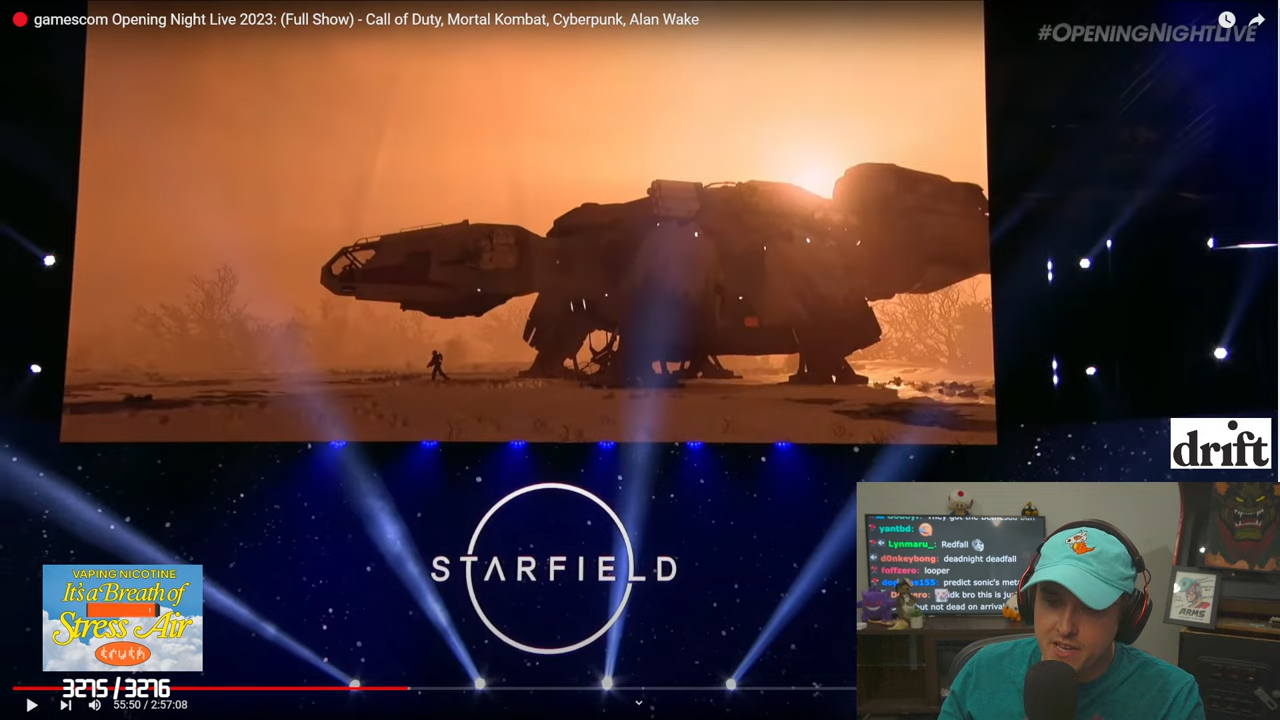 gamescom Opening Night Live 2023: (Full Show) - Call of Duty, Mortal Kombat, Cyberpunk, Alan Wake
#OPENINGNIGHTLIVE
drift
STARFIELD
yantbd:
Lynmaru_: Redfall
d0nkeybong: deadnight deadfall
foffzero: looper
predict sonic's
idk bro this is
but not dead on arrival
ARMS
VAPING NICOTINE
It's a Breath of
Stress Air
truth
3275 / 3276
55:50 / 2:57:08